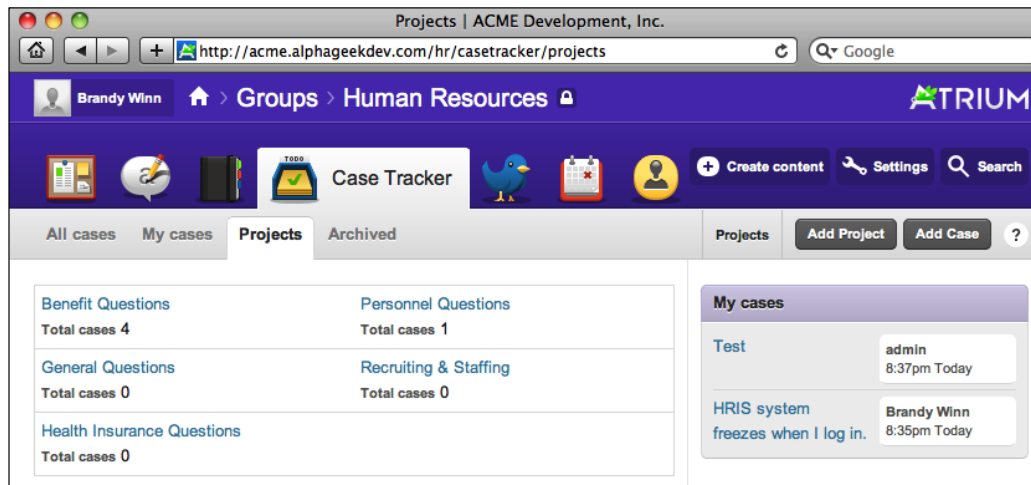 Projects | ACME Development, Inc.
http://acme.alphageekdev.com/hr/casetracker/projects
Google
Brandy Winn > Groups > Human Resources
ATRIUM
TODO
Case Tracker
Create content
Settings
Search
All cases My cases Projects Archived
Projects Add Project Add Case ?
Benefit Questions Personnel Questions
Total cases 4 Total cases 1
General Questions Recruiting & Staffing
Total cases 0 Total cases 0
Health Insurance Questions
Total cases 0
My cases
Test
admin
8:37pm Today
HRIS system
freezes when I log in.
Brandy Winn
8:35pm Today